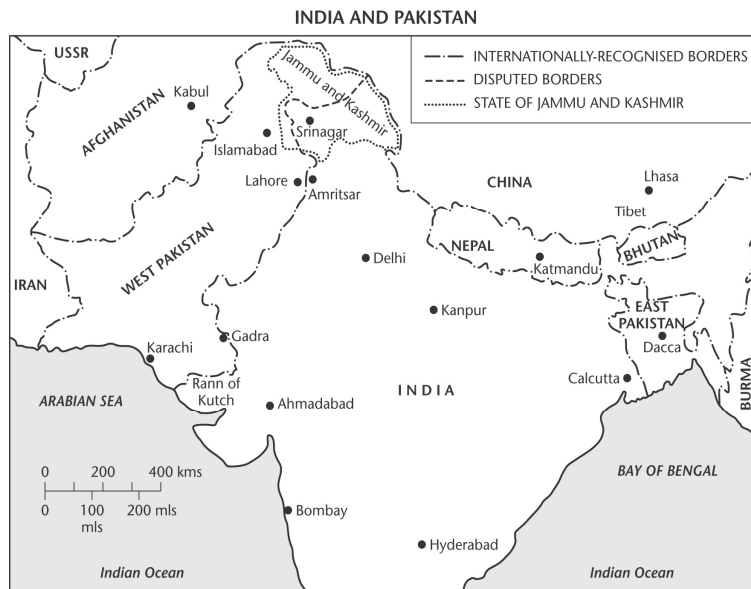 INDIA AND PAKISTAN
USSR
INTERNATIONALLY-RECOGNISED BORDERS
DISPUTED BORDERS
STATE OF JAMMU AND KASHMIR
Jammu and Kashmir
Kabul
AFGHANISTAN
Srinagar
Islamabad
Lahore
Amritsar
CHINA
Lhasa
Tibet
WEST PAKISTAN
NEPAL
BHUTAN
Delhi
Katmandu
IRAN
EAST
PAKISTAN
Kanpur
Gadra
Karachi
Dacca
Rann of
Kutch
INDIA
Calcutta
BURMA
ARABIAN SEA
Ahmadabad
0 200 400 kms
0 100 200 mls
mls
BAY OF BENGAL
Bombay
Hyderabad
Indian Ocean
Indian Ocean